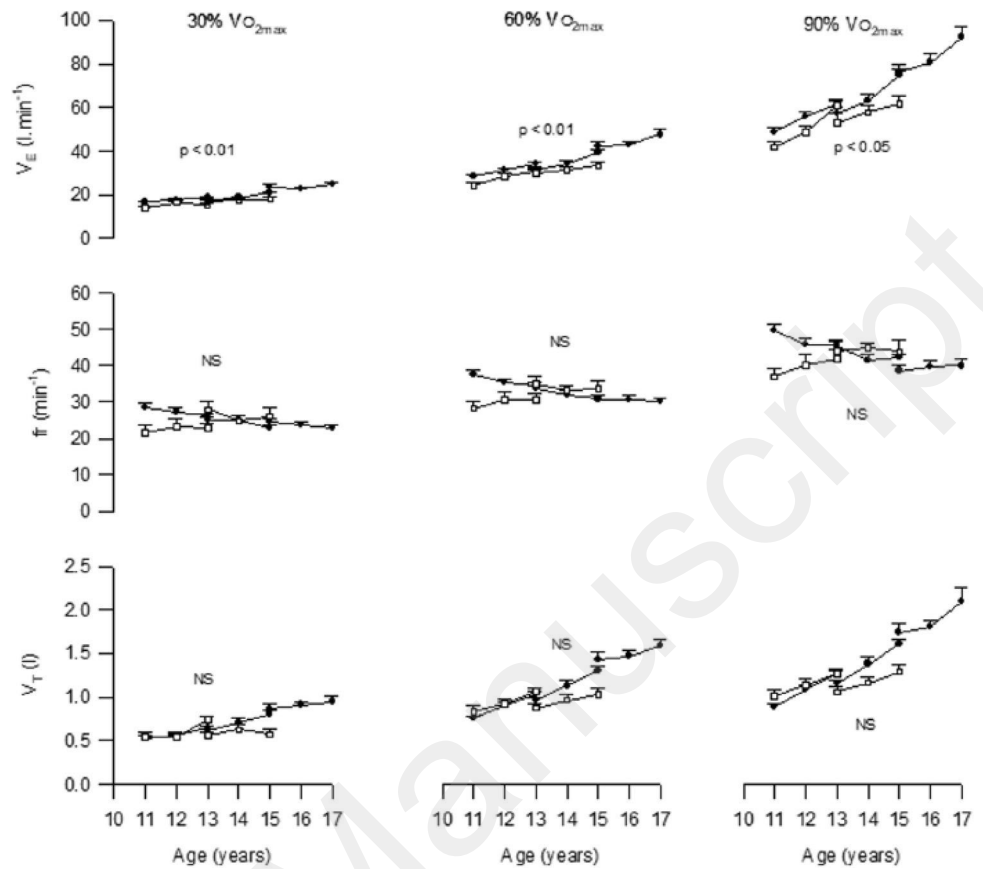 30% VO2max 60% VO2max 90% VO2max
100
80
60
40
20
0
VE (l.min-1)
p < 0.01
p < 0.01
p < 0.05
60
50
40
30
20
10
0
fr (min-1)
NS
NS
NS
2.5
2.0
1.5
1.0
0.5
0.0
VT (l)
NS
NS
NS
10 11 12 13 14 15 16 17 10 11 12 13 14 15 16 17 10 11 12 13 14 15 16 17
Age (years) Age (years) Age (years)
Manuscript